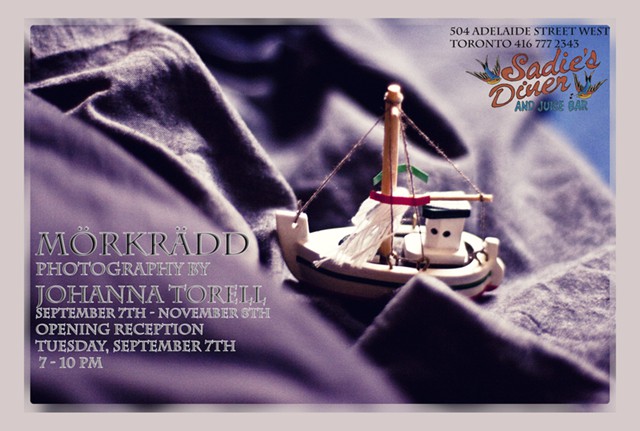 504 ADELAIDE STREET WEST
TORONTO 416 777 2343
Sadie's
Diner
AND JUICE BAR
MÖRKRÄDD
PHOTOGRAPHY BY
JOHANNA TORELL
SEPTEMBER 7TH - NOVEMBER 8TH
OPENING RECEPTION
TUESDAY, SEPTEMBER 7TH
7 - 10 PM